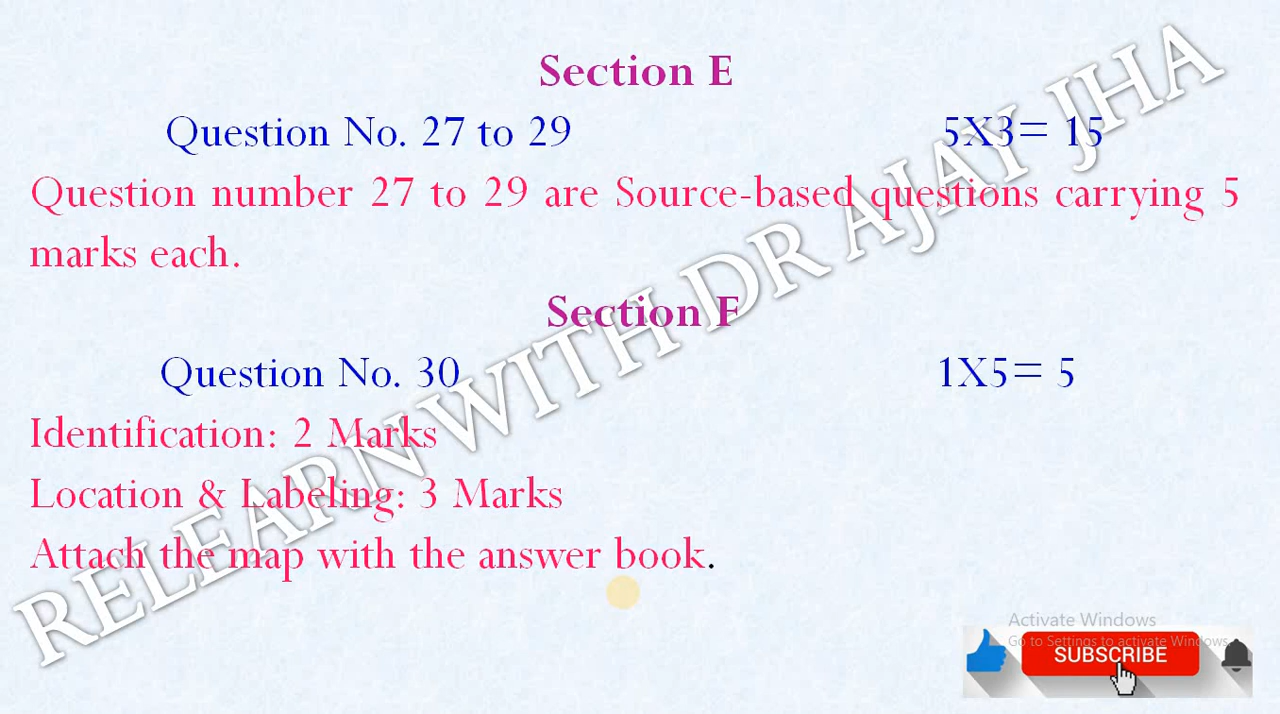 Section E
Question No. 27 to 29 5X3= 15
Question number 27 to 29 are Source-based questions carrying 5
marks each.
Section F
Question No. 30 1X5= 5
Identification: 2 Marks
Location & Labeling: 3 Marks
Attach the map with the answer book.
RELEARN WITH DR AJAY JHA
Activate Windows
Go to Settings to activate Windows.
SUBSCRIBE